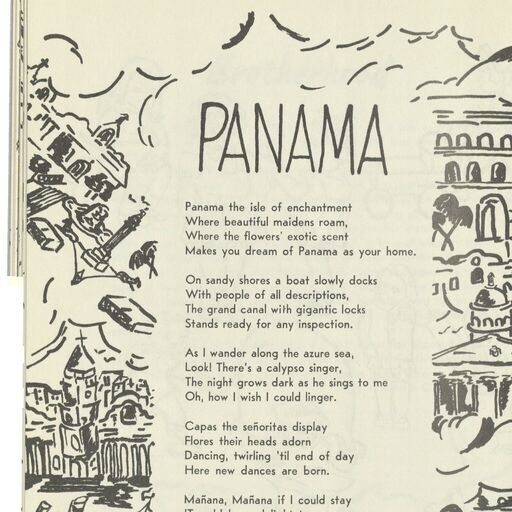 PANAMA
Panama the isle of enchantment
Where beautiful maidens roam,
Where the flowers' exotic scent
Makes you dream of Panama as your home.
On sandy shores a boat slowly docks
With people of all descriptions,
The grand canal with gigantic locks
Stands ready for any inspection.
As I wander along the azure sea,
Look! There's a calypso singer,
The night grows dark as he sings to me
Oh, how I wish I could linger.
Capas the señoritas display
Flores their heads adorn
Dancing, twirling 'til end of day
Here new dances are born.
Mañana, Mañana if I could stay